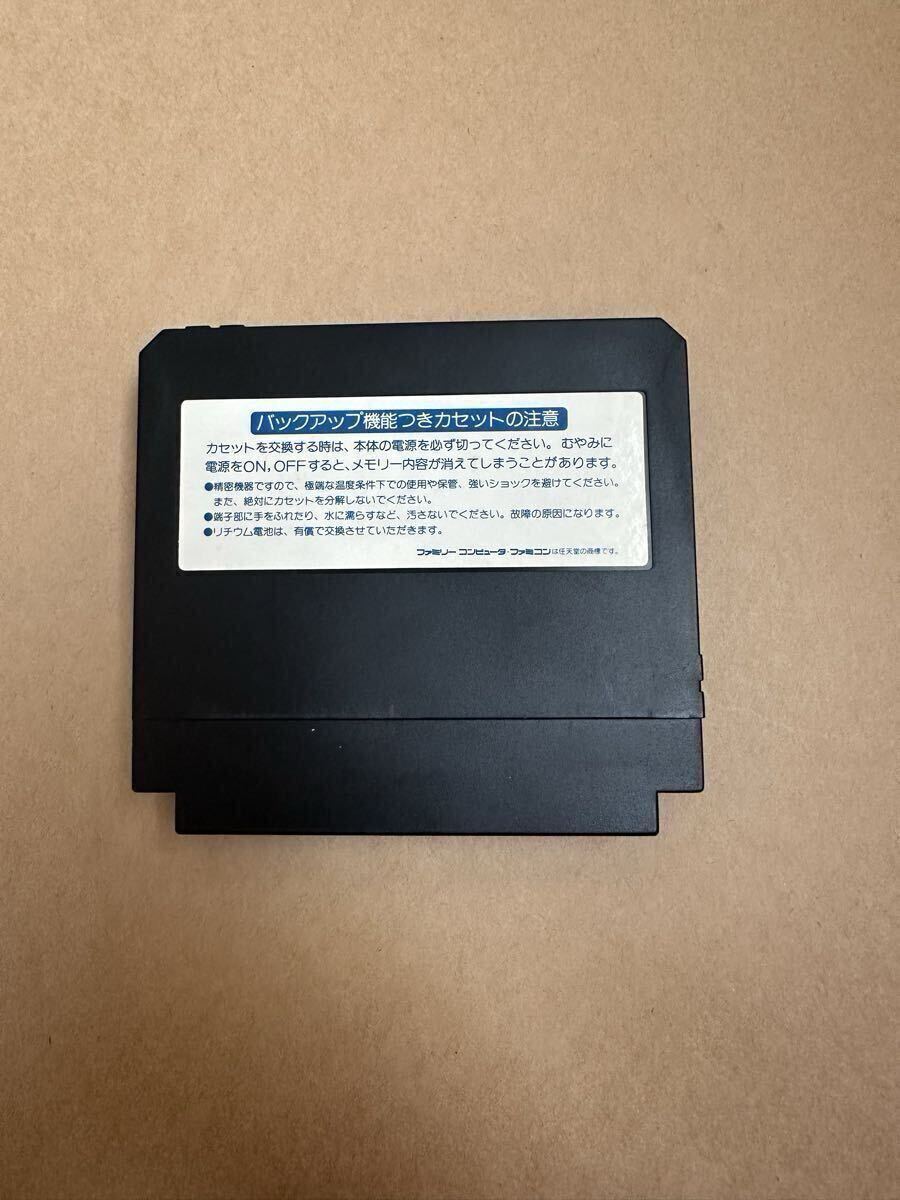 バックアップ機能つきカセットの注意
カセットを交換する時は、本体の電源を必ず切ってください。むやみに
電源をON,OFFすると、メモリー内容が消えてしまうことがあります。
●精密機器ですので、極端な温度条件下での使用や保管、強いショックを避けてください。
また、絶対にカセットを分解しないでください。
●端子部に手をふれたり、水に濡らすなど、汚さないでください。故障の原因になります。
●リチウム電池は、有償で交換させていただきます。
ファミリーコンピュータ・ファミコンは任天堂の商標です。